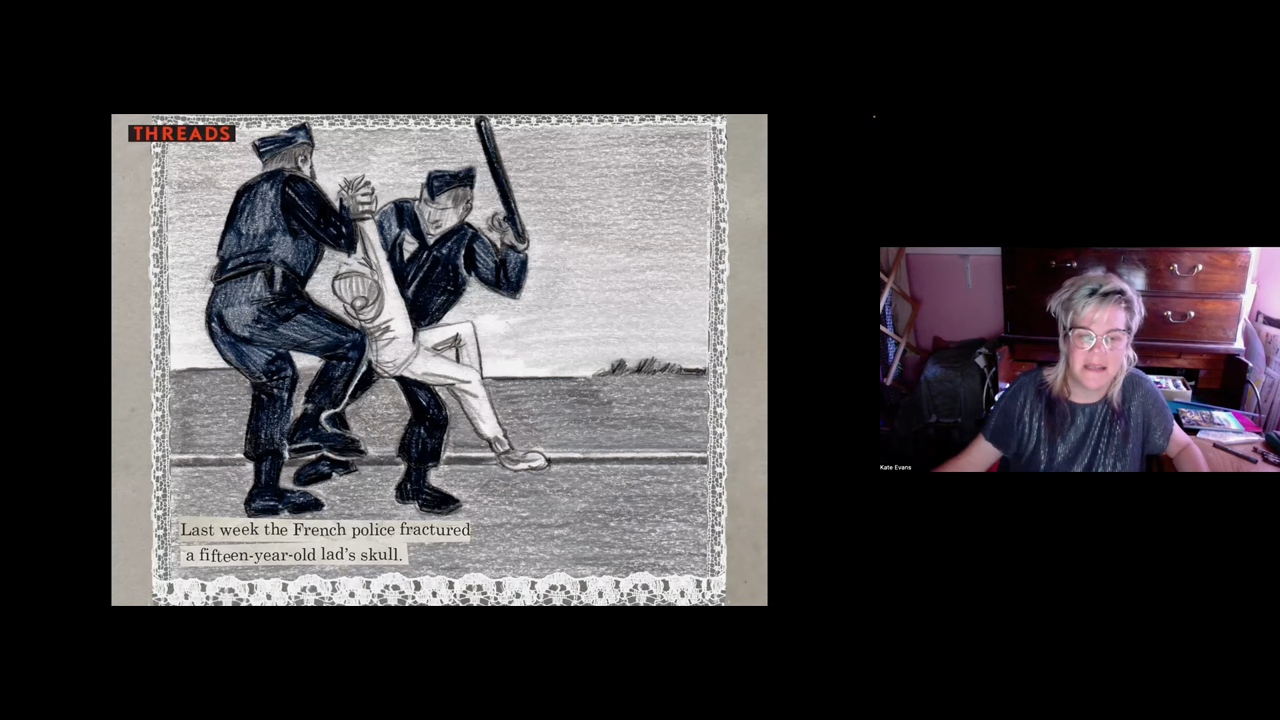 THREADS
Last week the French police fractured
a fifteen-year-old lad's skull.
Kate Evans